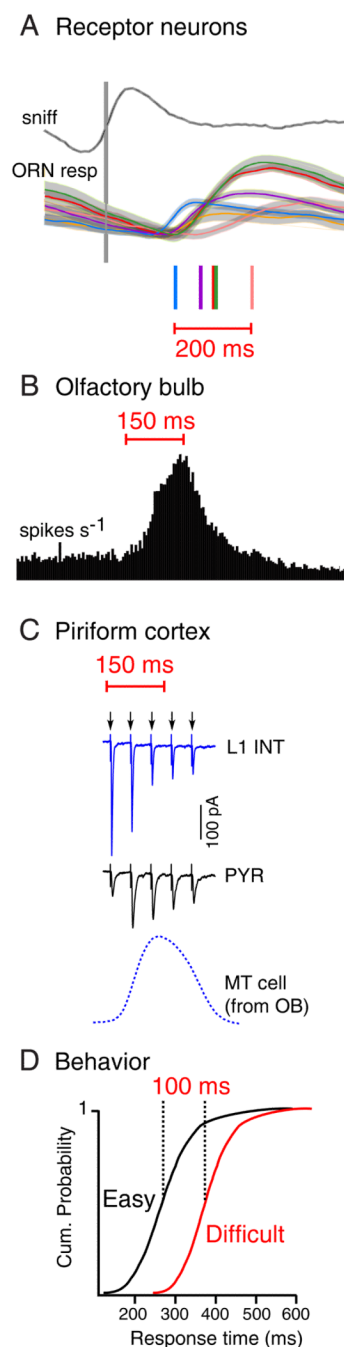 A Receptor neurons
sniff
ORN resp
200 ms
B Olfactory bulb
150 ms
spikes s-1
C Piriform cortex
150 ms
L1 INT
100 pA
PYR
MT cell
(from OB)
D Behavior
100 ms
1
Easy
Difficult
Cum. Probability
200 300 400 500 600
Response time (ms)